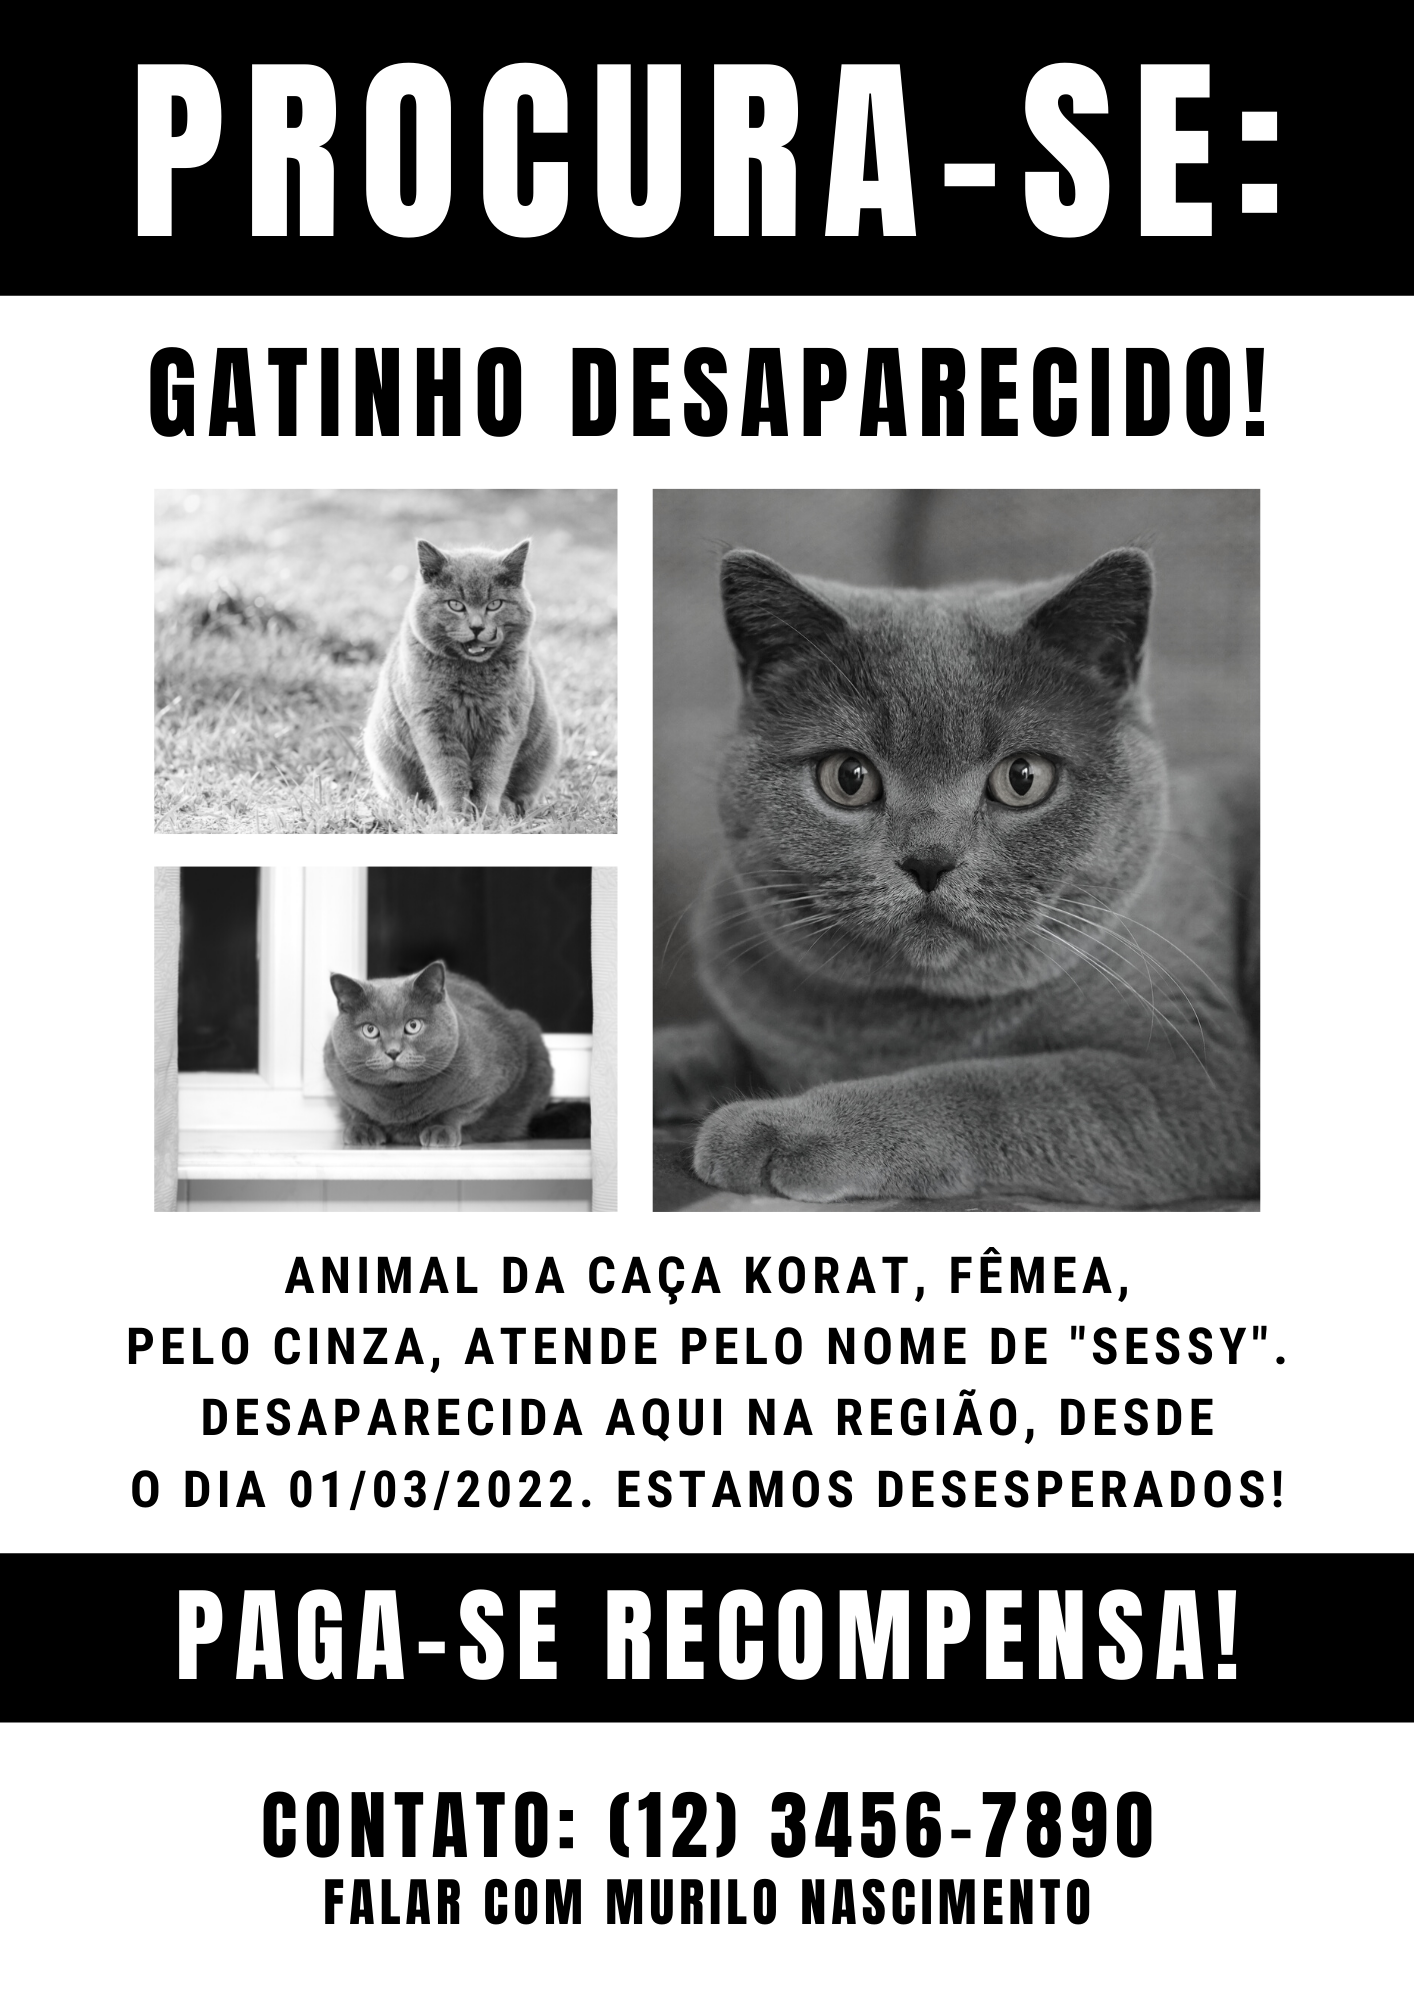 PROCURA-SE:
GATINHO DESAPARECIDO!
ANIMAL DA CAÇA KORAT, FÊMEA,
PELO CINZA, ATENDE PELO NOME DE "SESSY".
DESAPARECIDA AQUI NA REGIÃO, DESDE
O DIA 01/03/2022. ESTAMOS DESESPERADOS!
PAGA-SE RECOMPENSA!
CONTATO: (12) 3456-7890
FALAR COM MURILO NASCIMENTO